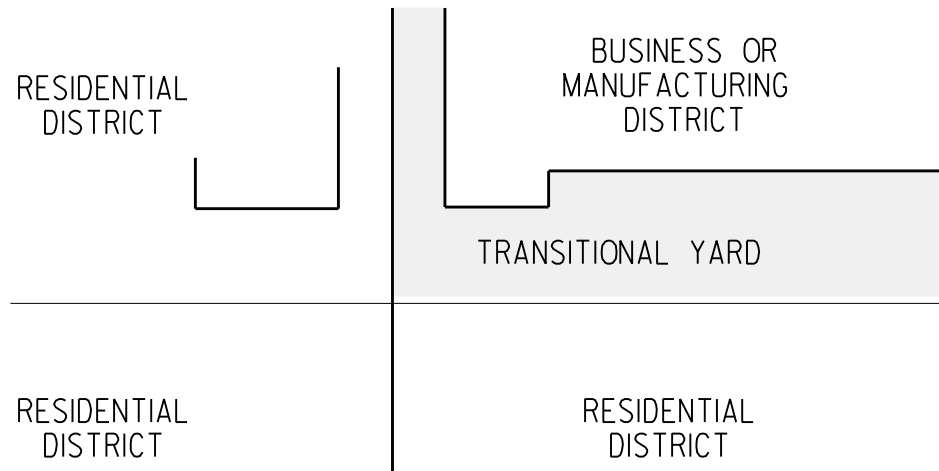 RESIDENTIAL
DISTRICT
BUSINESS OR
MANUFACTURING
DISTRICT
TRANSITIONAL YARD
RESIDENTIAL
DISTRICT
RESIDENTIAL
DISTRICT